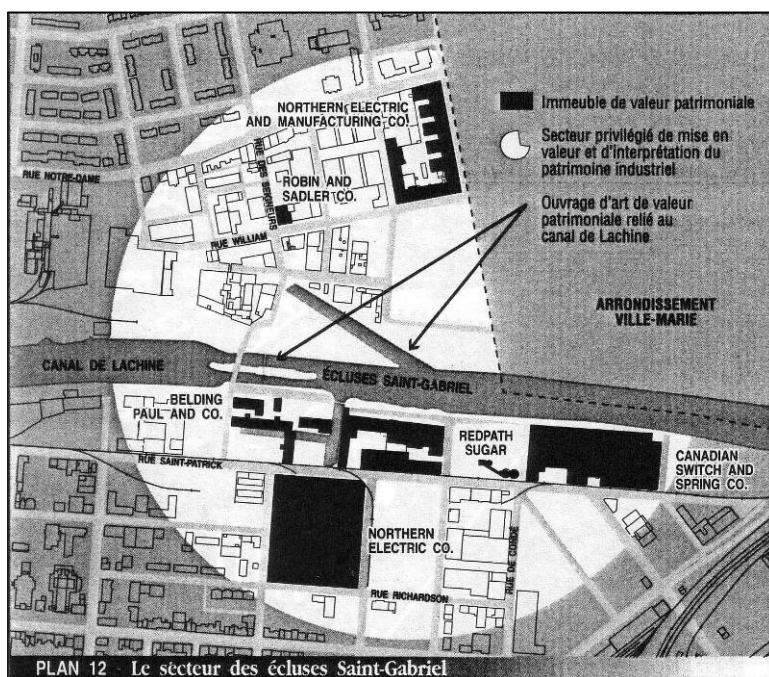 NORTHERN ELECTRIC
AND MANUFACTURING CO.
Immeuble de valeur patrimoniale
Secteur privilégié de mise en
valeur et d'interprétation du
patrimoine industriel
Ouvrage d'art de valeur
patrimoniale relié au
canal de Lachine
RUE NOTRE-DAME
RUE DES SEIGNEURS
ROBIN AND
SADLER CO.
RUE WILLIAM
ARRONDISSEMENT
VILLE-MARIE
CANAL DE LACHINE
ÉCLUSES SAINT-GABRIEL
BELDING
PAUL AND CO.
REDPATH
SUGAR
CANADIAN
SWITCH AND
SPRING CO.
RUE SAINT-PATRICK
NORTHERN
ELECTRIC CO.
RUE DE CONDÉ
RUE RICHARDSON
PLAN 12 Le secteur des écluses Saint-Gabriel